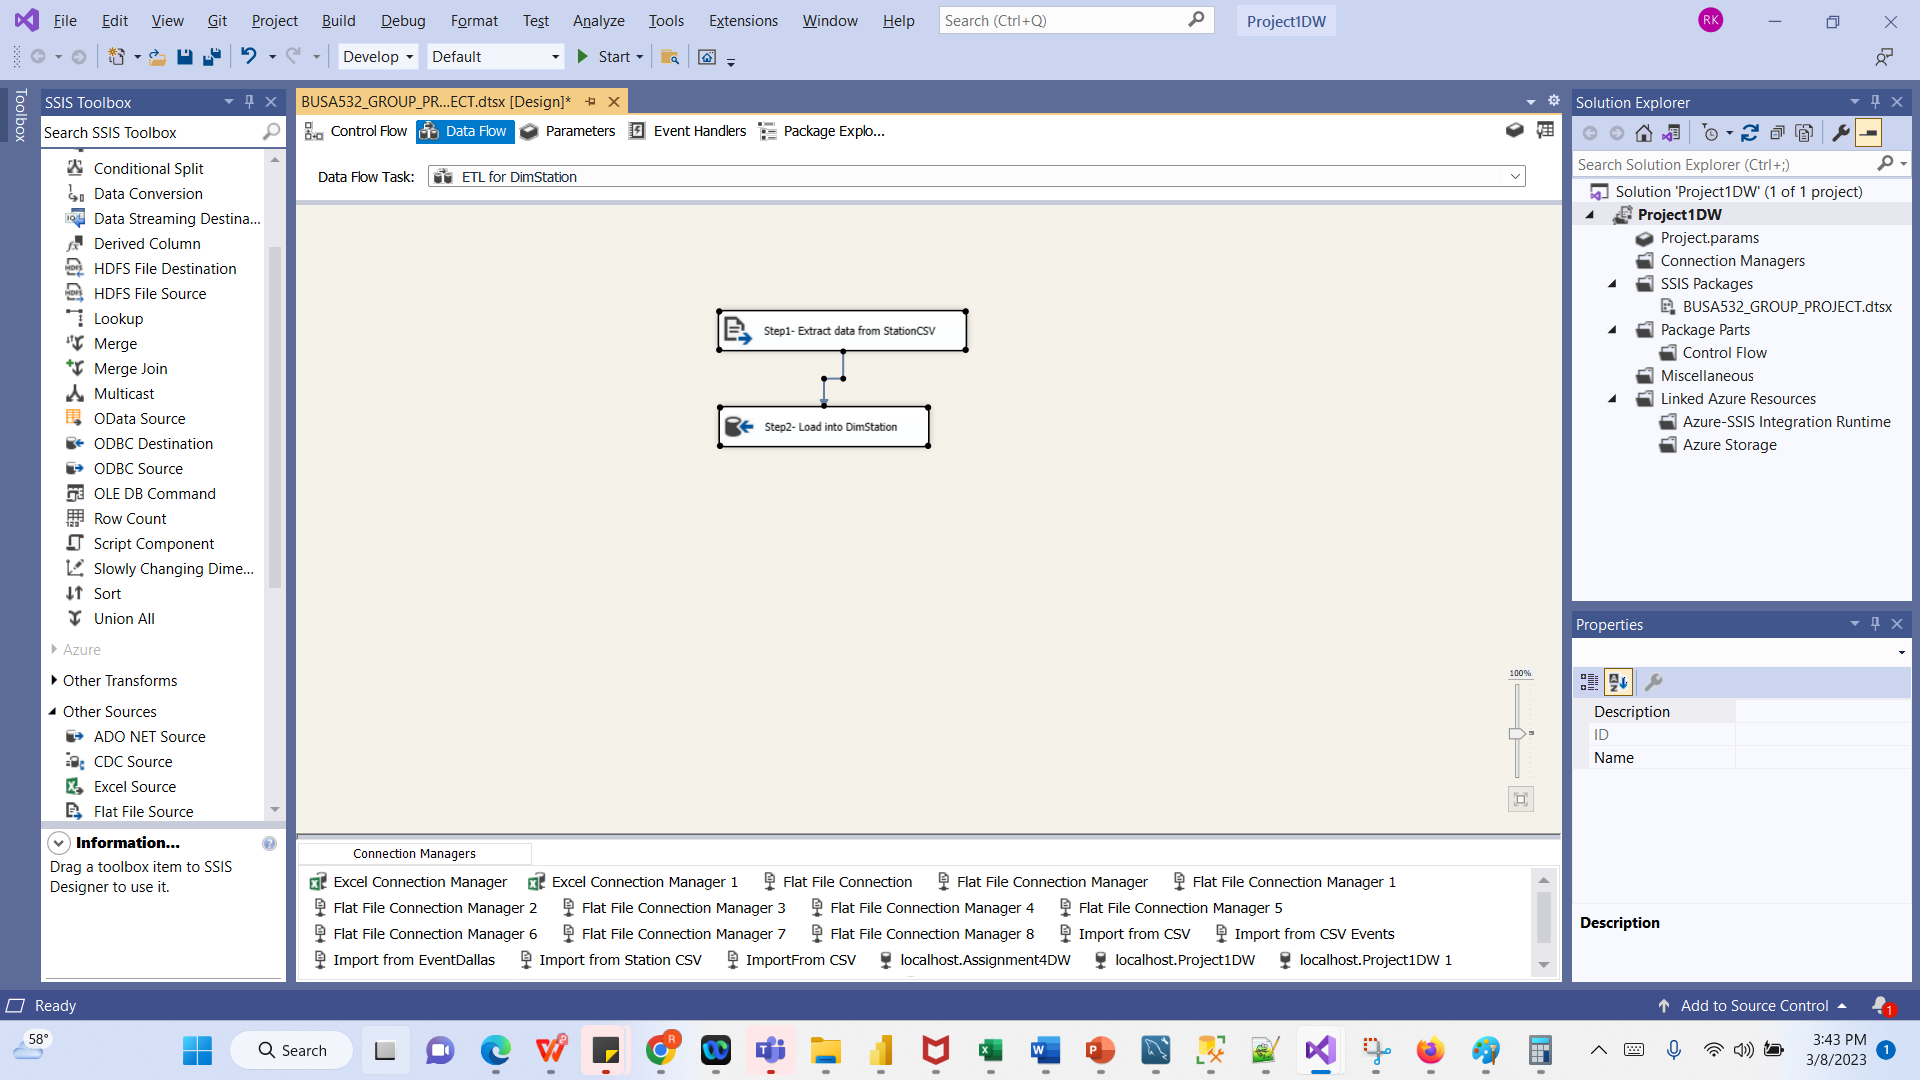 File Edit View Git Project Build Debug Format Test Analyze Tools Extensions Window Help Search (Ctrl+Q) Project1DW RK
Develop Default Start
Toolbox
SSIS Toolbox
Search SSIS Toolbox
Conditional Split
Data Conversion
Data Streaming Destina...
Derived Column
HDFS File Destination
HDFS File Source
Lookup
Merge
Merge Join
Multicast
OData Source
ODBC Destination
ODBC Source
OLE DB Command
Row Count
Script Component
Slowly Changing Dime...
Sort
Union All
Azure
Other Transforms
Other Sources
ADO NET Source
CDC Source
Excel Source
Flat File Source
Information...
Drag a toolbox item to SSIS
Designer to use it.
BUSA532_GROUP_PR...ECT.dtsx [Design]*
Control Flow Data Flow Parameters Event Handlers Package Explo...
Data Flow Task: ETL for DimStation
Step1- Extract data from StationCSV
Step2- Load into DimStation
100%
Connection Managers
Excel Connection Manager Excel Connection Manager 1 Flat File Connection Flat File Connection Manager Flat File Connection Manager 1
Flat File Connection Manager 2 Flat File Connection Manager 3 Flat File Connection Manager 4 Flat File Connection Manager 5
Flat File Connection Manager 6 Flat File Connection Manager 7 Flat File Connection Manager 8 Import from CSV Import from CSV Events
Import from EventDallas Import from Station CSV ImportFrom CSV localhost.Assignment4DW localhost.Project1DW localhost.Project1DW 1
Solution Explorer
Search Solution Explorer (Ctrl+;)
Solution 'Project1DW' (1 of 1 project)
Project1DW
Project.params
Connection Managers
SSIS Packages
BUSA532_GROUP_PROJECT.dtsx
Package Parts
Control Flow
Miscellaneous
Linked Azure Resources
Azure-SSIS Integration Runtime
Azure Storage
Properties
Description
ID
Name
Description
Ready
Add to Source Control 1
58°
Search
3:43 PM
3/8/2023
1